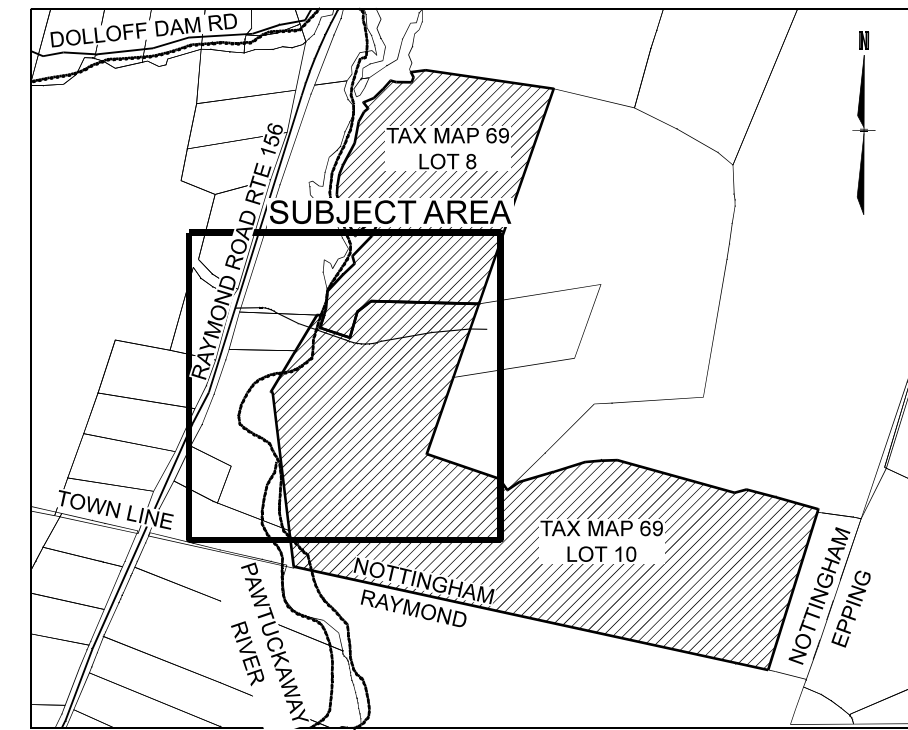 DOLLOFF DAM RD
N
TAX MAP 69
LOT 8
RAYMOND ROAD RTE 156
SUBJECT AREA
TOWN LINE
TAX MAP 69
LOT 10
NOTTINGHAM
RAYMOND
NOTTINGHAM
EPPING
PAWTUCKAWAY
RIVER